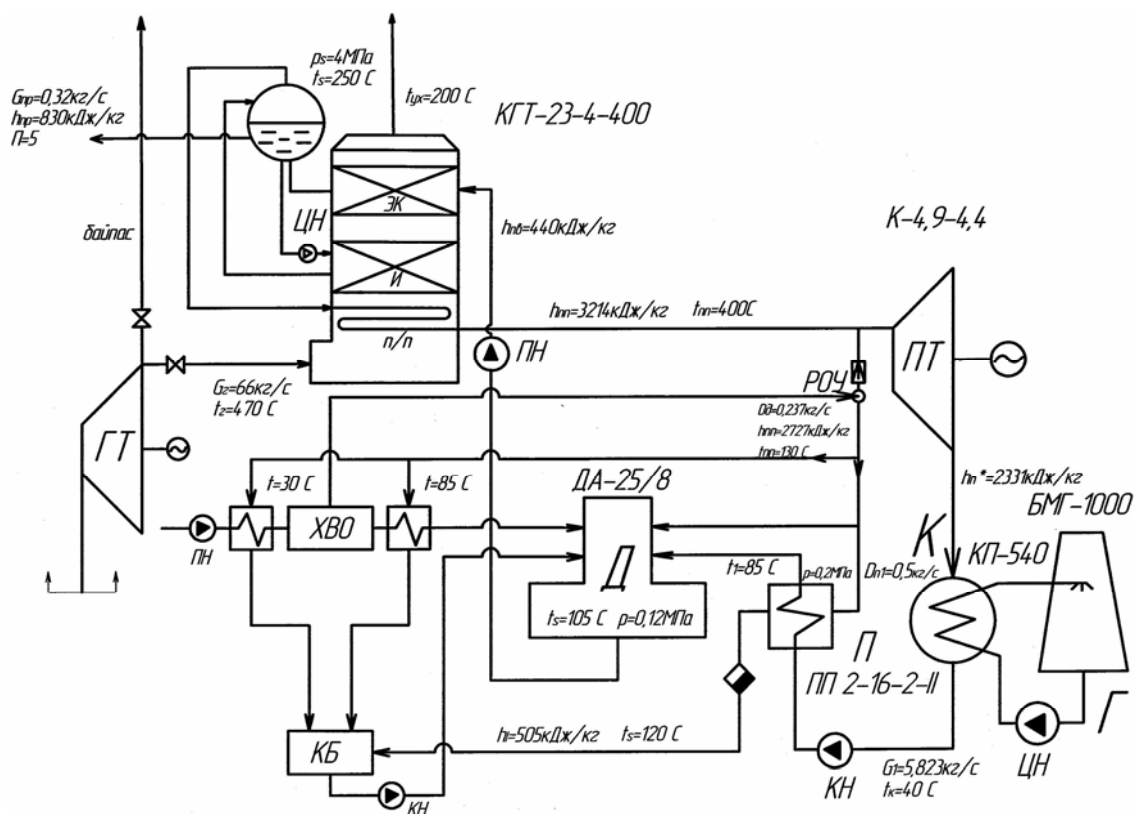 ps=4МПа
ts=250 С
Gпр=0,32кг/с
hпр=830кДж/кг
П=5
tух=200 С
КГТ-23-4-400
ЭК
ЦН
И
байпас
hпв=440кДж/кг
К-4,9-4,4
hпп=3214кДж/кг
tпп=400С
п/п
ПН
ПТ
РОУ
Gг=66кг/с
tг=470 С
Dд=0,237кг/с
hпп=2727кДж/кг
tпп=130 С
ГТ
t=30 С
t=85 С
ДА-25/8
hп*=2331кДж/кг
БМГ-1000
ПН
ХВО
К
КП-540
t1=85 С
р=0,2МПа
Dп1=0,5кг/с
Д
ts=105 С р=0,12МПа
П
ПП 2-16-2-II
Г
КБ
hк=505кДж/кг
ts=120 С
КН
КН
G1=5,823кг/с
tк=40 С
ЦН